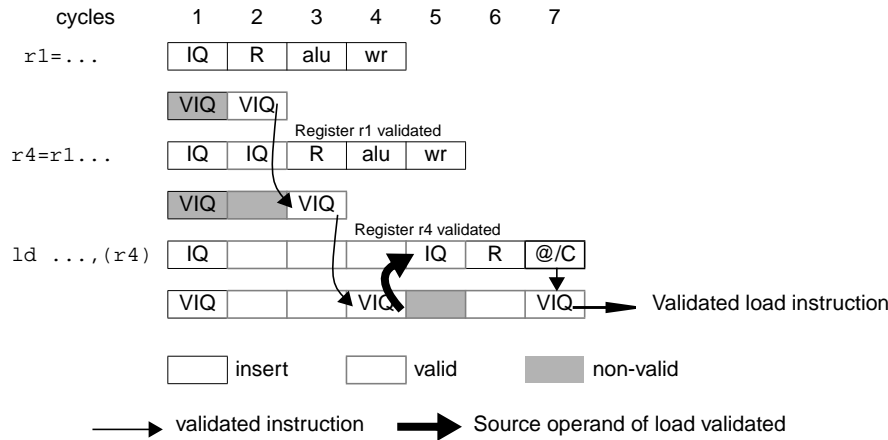 cycles 1 2 3 4 5 6 7
r1=... IQ R alu wr
VIQ VIQ
Register r1 validated
r4=r1... IQ IQ R alu wr
VIQ VIQ
Register r4 validated
ld ...,(r4) IQ IQ R @/C
VIQ VIQ VIQ Validated load instruction
insert valid non-valid
validated instruction Source operand of load validated